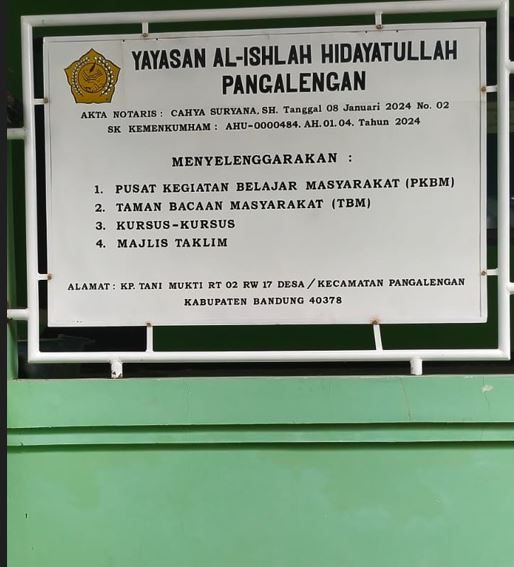 YAYASAN AL-ISHLAH HIDAYATULLAH
PANGALENGAN
AKTA NOTARIS : CAHYA SURYANA, SH. Tanggal 08 Januari 2024 No. 02
SK KEMENKUMHAM : AHU-0000484. AH. 01. 04. Tahun 2024
MENYELENGGARAKAN :
1. PUSAT KEGIATAN BELAJAR MASYARAKAT (PKBM)
2. TAMAN BACAAN MASYARAKAT (TBM)
3. KURSUS-KURSUS
4. MAJLIS TAKLIM
ALAMAT : KP. TANI MUKTI RT 02 RW 17 DESA / KECAMATAN PANGALENGAN
KABUPATEN BANDUNG 40378